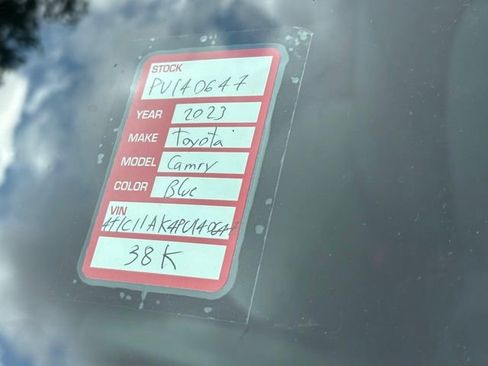 STOCK
PU140647
YEAR 2023
MAKE Toyota
MODEL Camry
COLOR Blue
VIN
38K